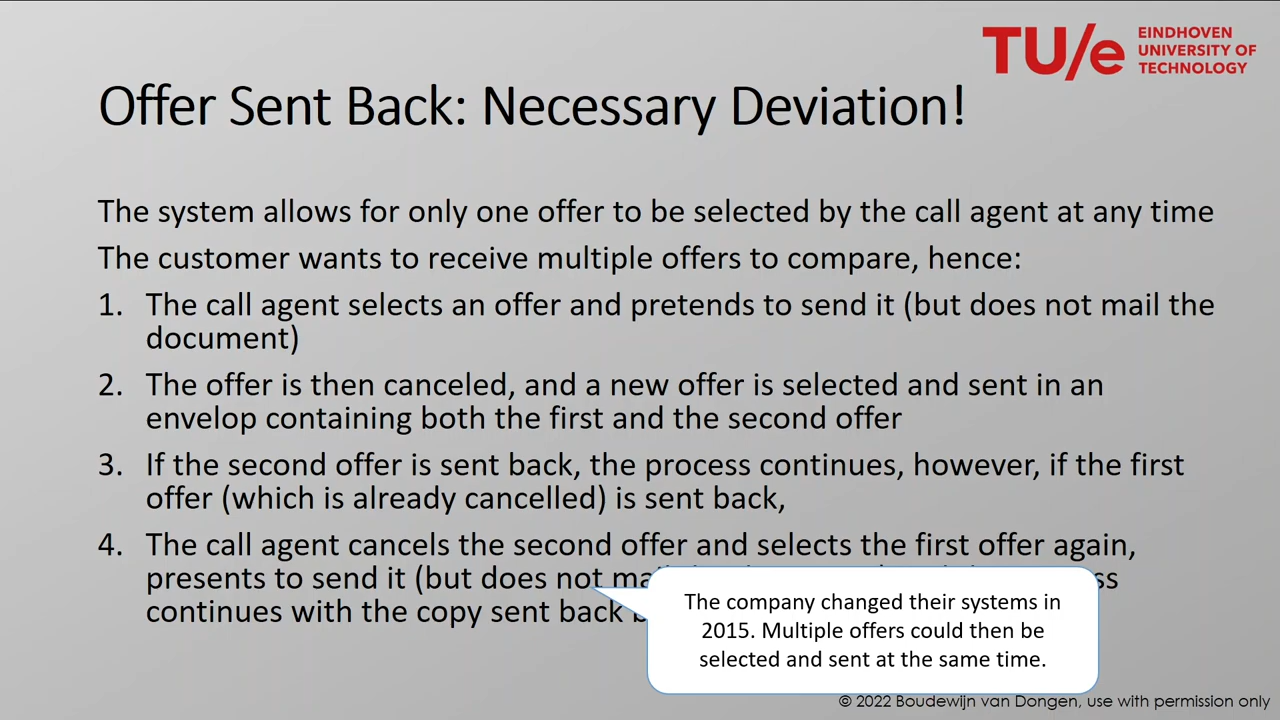 TU/e EINDHOVEN
UNIVERSITY OF
TECHNOLOGY
Offer Sent Back: Necessary Deviation!
The system allows for only one offer to be selected by the call agent at any time
The customer wants to receive multiple offers to compare, hence:
1. The call agent selects an offer and pretends to send it (but does not mail the
document)
2. The offer is then canceled, and a new offer is selected and sent in an
envelop containing both the first and the second offer
3. If the second offer is sent back, the process continues, however, if the first
offer (which is already cancelled) is sent back,
4. The call agent cancels the second offer and selects the first offer again,
presents to send it (but does not
continues with the copy sent back
The company changed their systems in
2015. Multiple offers could then be
selected and sent at the same time.
© 2022 Boudewijn van Dongen, use with permission only